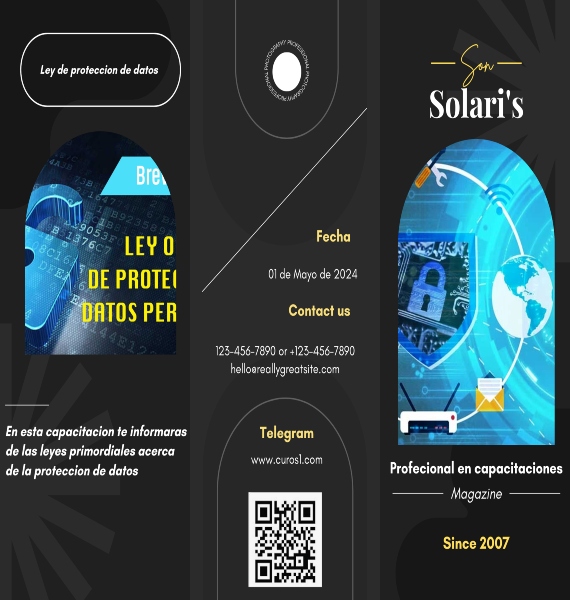 Ley de proteccion de datos
Brev
LEY O
DE PROTEC
DATOS PER
En esta capacitacion te informaras
de las leyes primordiales acerca
de la proteccion de datos
PHOTOGRAPHY PROFESSIONAL PHOTOGRAPHY PROFESSIONAL
Fecha
01 de Mayo de 2024
Contact us
123-456-7890 or +123-456-7890
hello@reallygreatsite.com
Telegram
www.curos1.com
Son
Solari's
Profecional en capacitaciones
Magazine
Since 2007